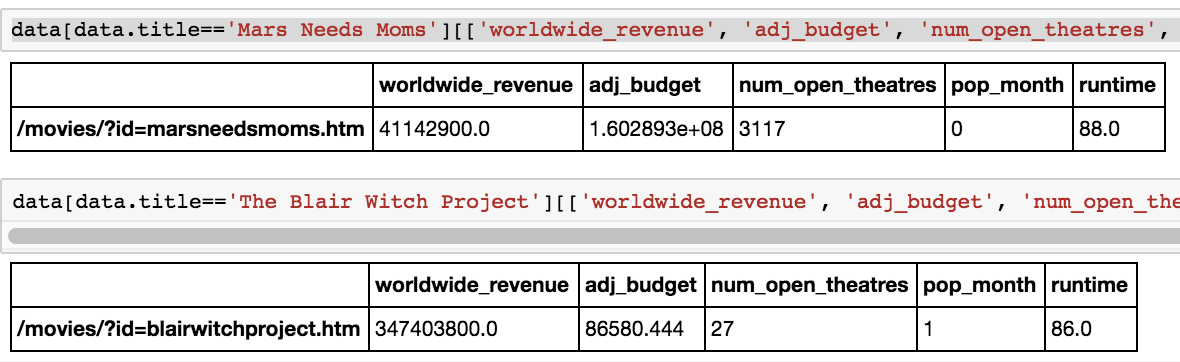 data[data.title=='Mars Needs Moms'][['worldwide_revenue', 'adj_budget', 'num_open_theatres',
worldwide_revenue adj_budget num_open_theatres pop_month runtime
/movies/?id=marsneedsmoms.htm 41142900.0 1.602893e+08 3117 0 88.0
data[data.title=='The Blair Witch Project'][['worldwide_revenue', 'adj_budget', 'num_open_the
worldwide_revenue adj_budget num_open_theatres pop_month runtime
/movies/?id=blairwitchproject.htm 347403800.0 86580.444 27 1 86.0